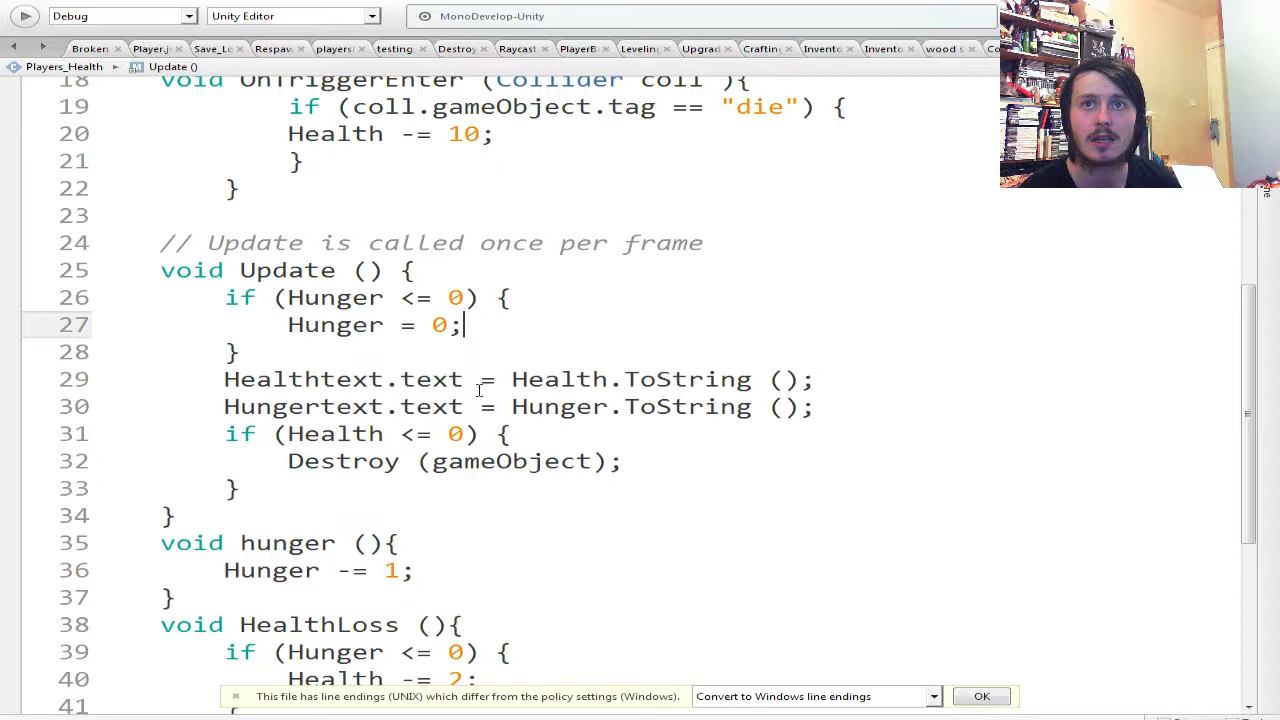 Debug Unity Editor MonoDevelop-Unity
Broken Player.j Save_Lo Respaw players testing Destroy Raycast PlayerB Leveling Upgrad Crafting Invento Invento wood s Co
Players_Health Update ()
18 void OnTriggerEnter (Collider coll ){
19 if (coll.gameObject.tag == "die") {
20 Health -= 10;
21 }
22 }
23
24 // Update is called once per frame
25 void Update () {
26 if (Hunger <= 0) {
27 Hunger = 0;
28 }
29 Healthtext.text = Health.ToString ();
30 Hungertext.text = Hunger.ToString ();
31 if (Health <= 0) {
32 Destroy (gameObject);
33 }
34 }
35 void hunger (){
36 Hunger -= 1;
37 }
38 void HealthLoss (){
39 if (Hunger <= 0) {
40 Health -= 2;
41
This file has line endings (UNIX) which differ from the policy settings (Windows). Convert to Windows line endings OK